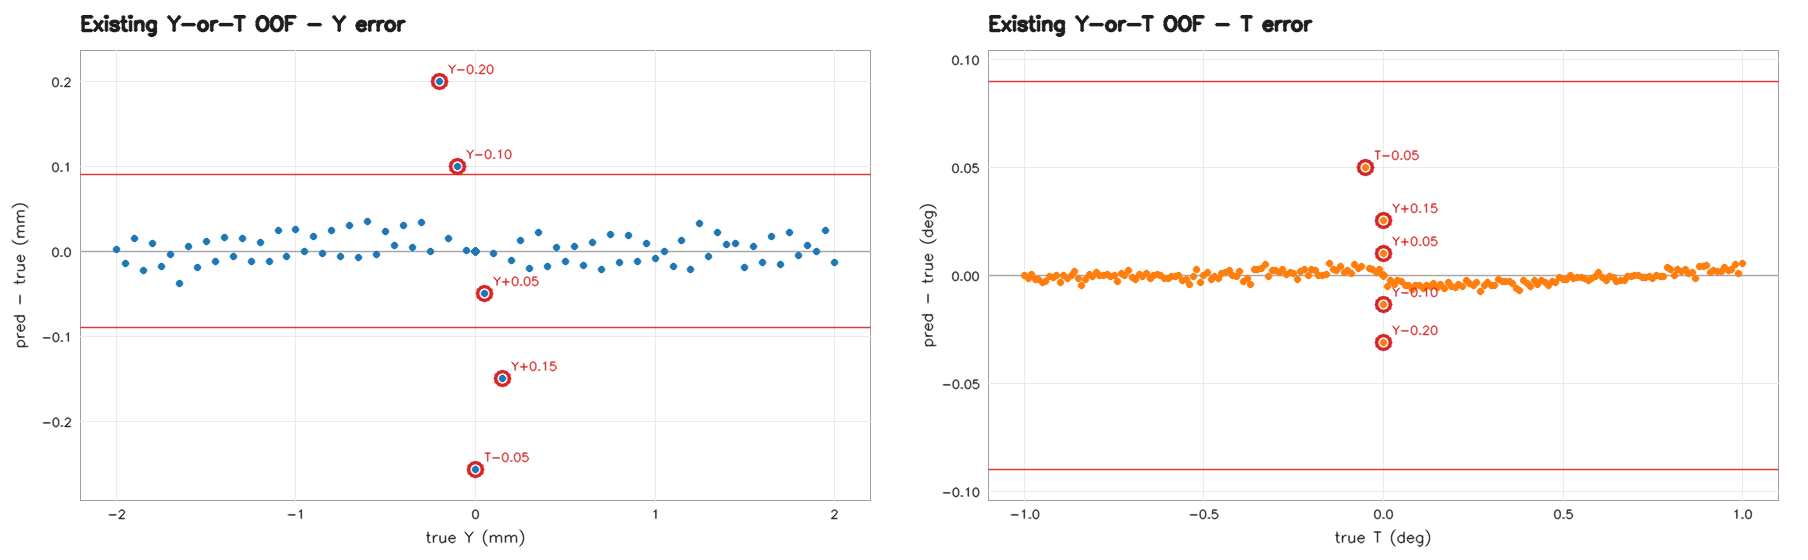 Existing Y-or-T OOF - Y error
0.2
0.1
0.0
-0.1
-0.2
pred - true (mm)
Y-0.20
Y-0.10
Y+0.05
Y+0.15
T-0.05
-2
-1
0
1
2
true Y (mm)
Existing Y-or-T OOF - T error
0.10
0.05
0.00
-0.05
-0.10
pred - true (deg)
T-0.05
Y+0.15
Y+0.05
Y-0.10
Y-0.20
-1.0
-0.5
0.0
0.5
1.0
true T (deg)